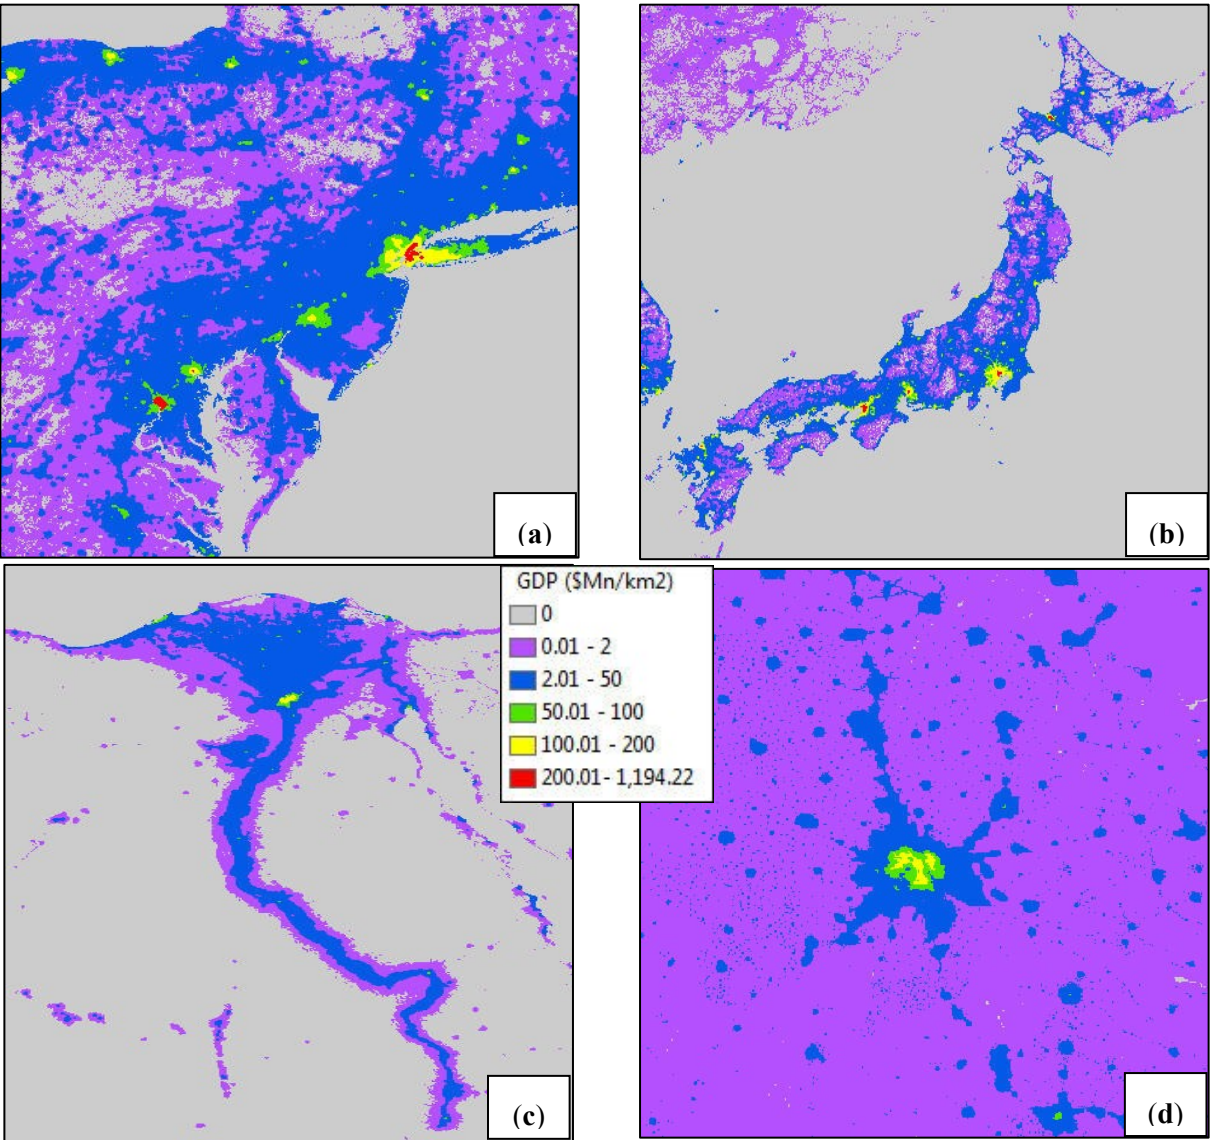 (a)
(b)
GDP ($Mn/km2)
0
0.01 - 2
2.01 - 50
50.01 - 100
100.01 - 200
200.01- 1,194.22
(c)
(d)